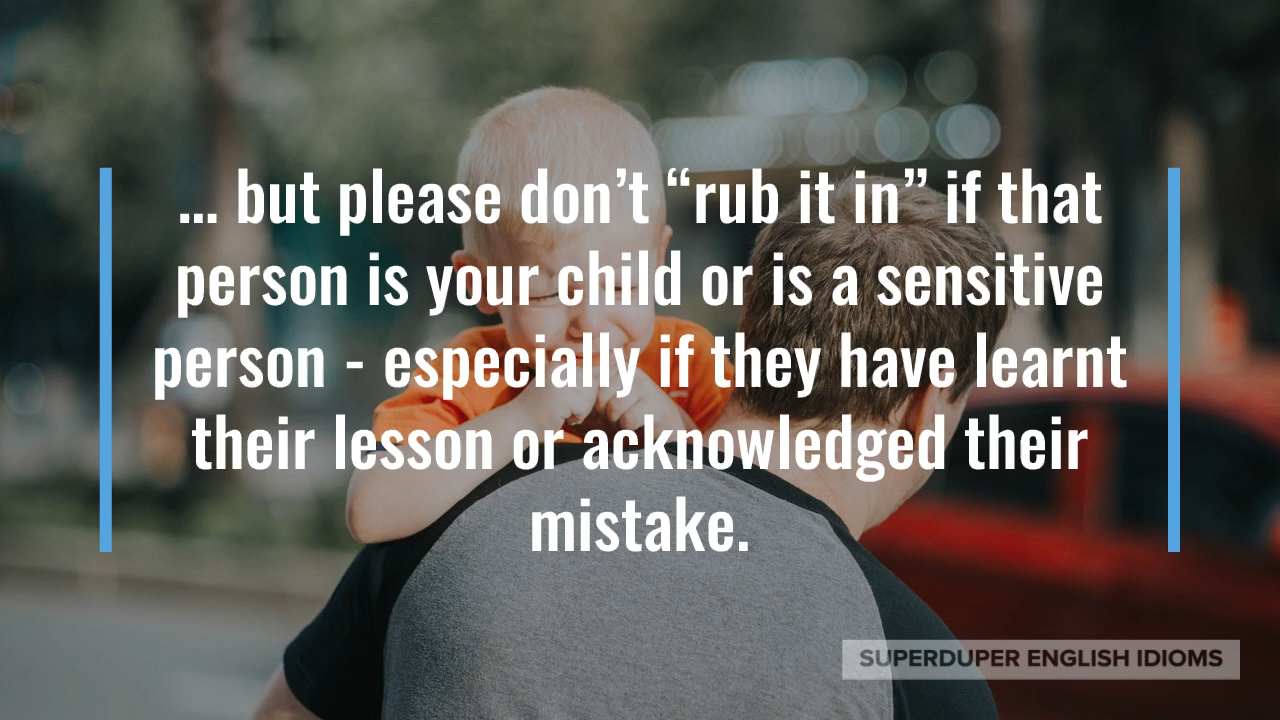 ... but please don’t “rub it in” if that
person is your child or is a sensitive
person - especially if they have learnt
their lesson or acknowledged their
mistake.
SUPERDUPER ENGLISH IDIOMS